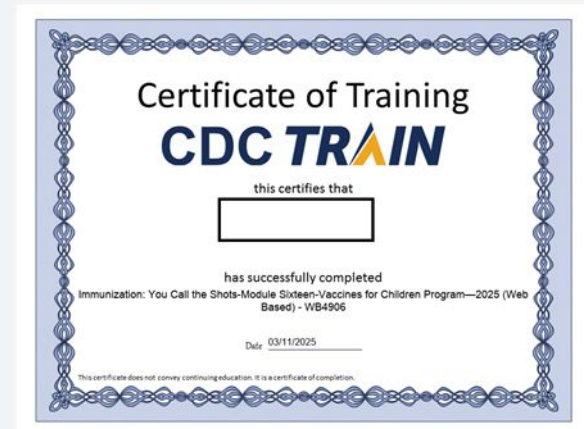 Certificate of Training
CDC TRAIN
this certifies that
has successfully completed
Immunization: You Call the Shots-Module Sixteen-Vaccines for Children Program—2025 (Web
Based) - WB4906
Date 03/11/2025
This certificate does not convey continuing education. It is a certificate of completion.